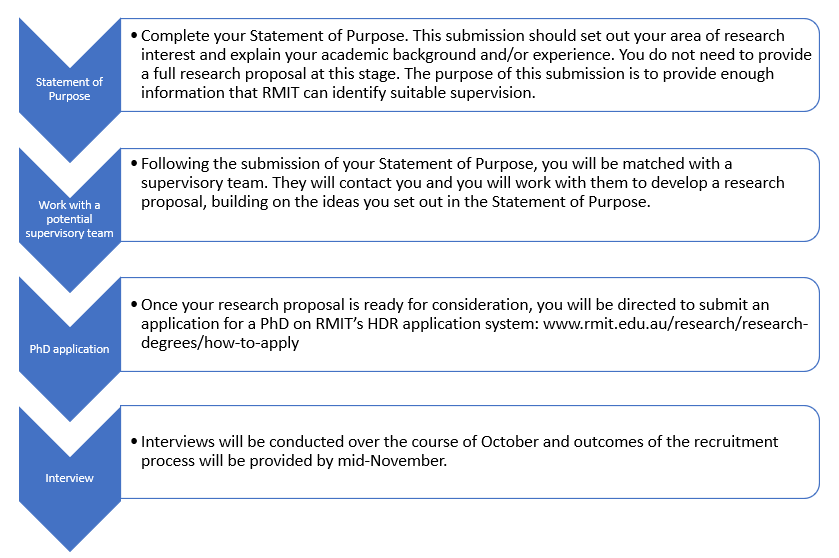 Statement of
Purpose
• Complete your Statement of Purpose. This submission should set out your area of research
interest and explain your academic background and/or experience. You do not need to provide
a full research proposal at this stage. The purpose of this submission is to provide enough
information that RMIT can identify suitable supervision.
Work with a
potential
supervisory team
• Following the submission of your Statement of Purpose, you will be matched with a
supervisory team. They will contact you and you will work with them to develop a research
proposal, building on the ideas you set out in the Statement of Purpose.
PhD application
• Once your research proposal is ready for consideration, you will be directed to submit an
application for a PhD on RMIT's HDR application system: www.rmit.edu.au/research/research-
degrees/how-to-apply
Interview
• Interviews will be conducted over the course of October and outcomes of the recruitment
process will be provided by mid-November.